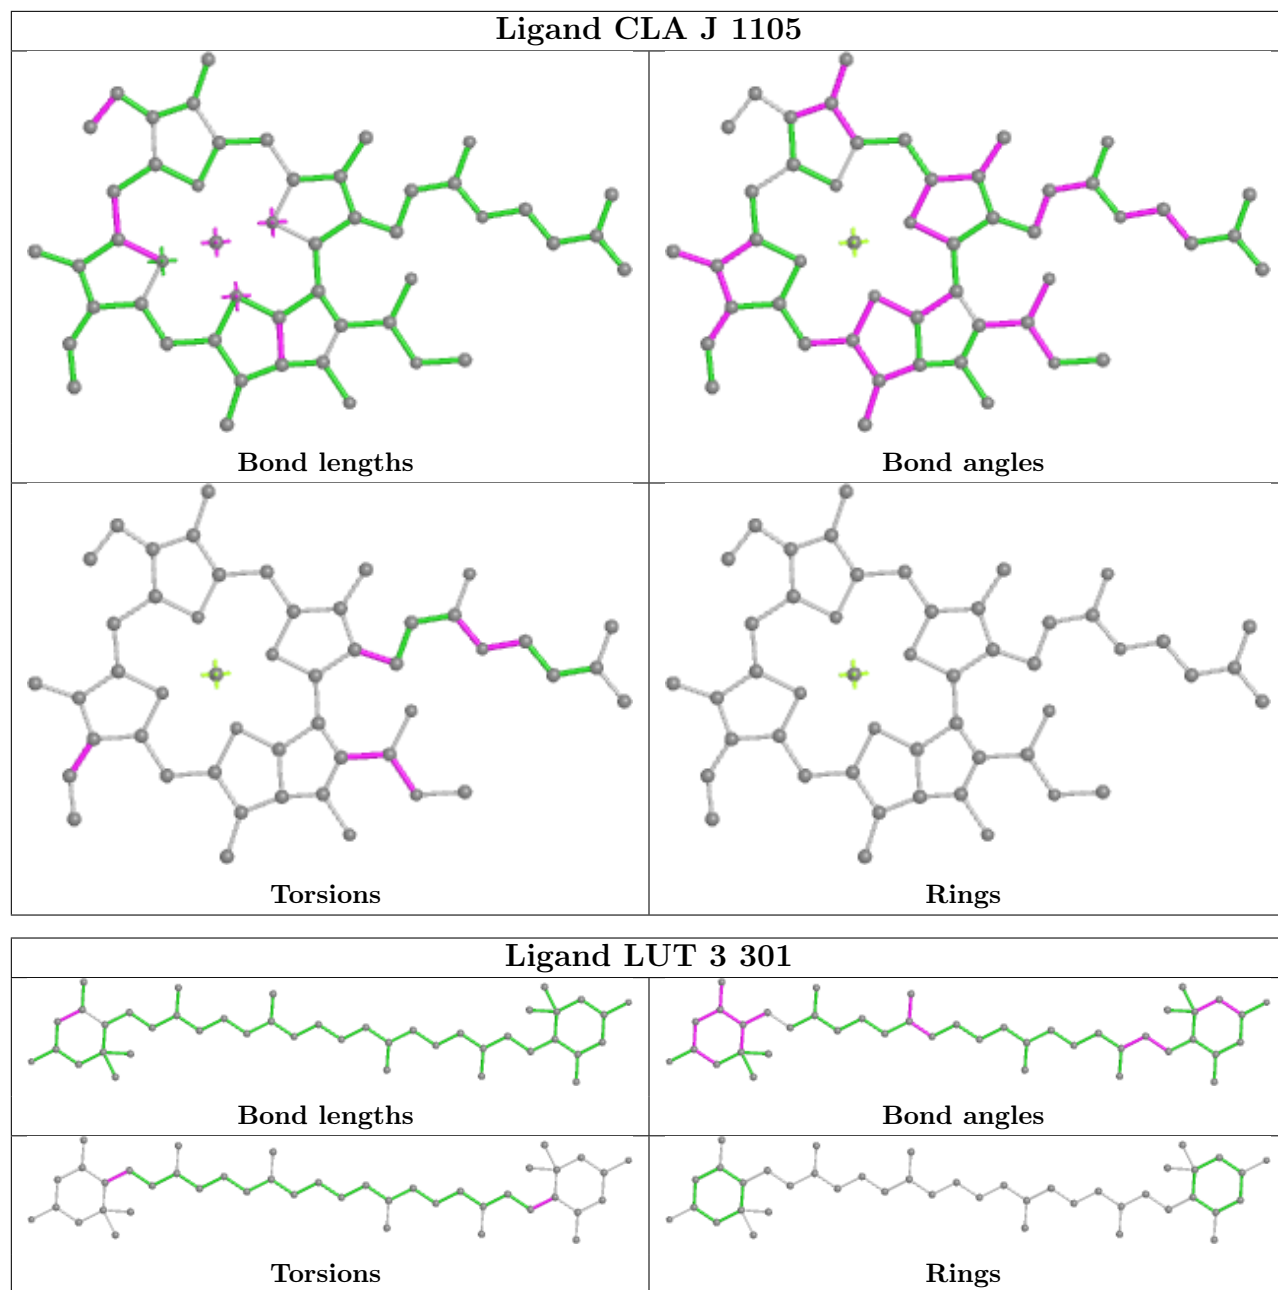 Ligand CLA J 1105
Bond lengths
Bond angles
Torsions
Rings
Ligand LUT 3 301
Bond lengths
Bond angles
Torsions
Rings